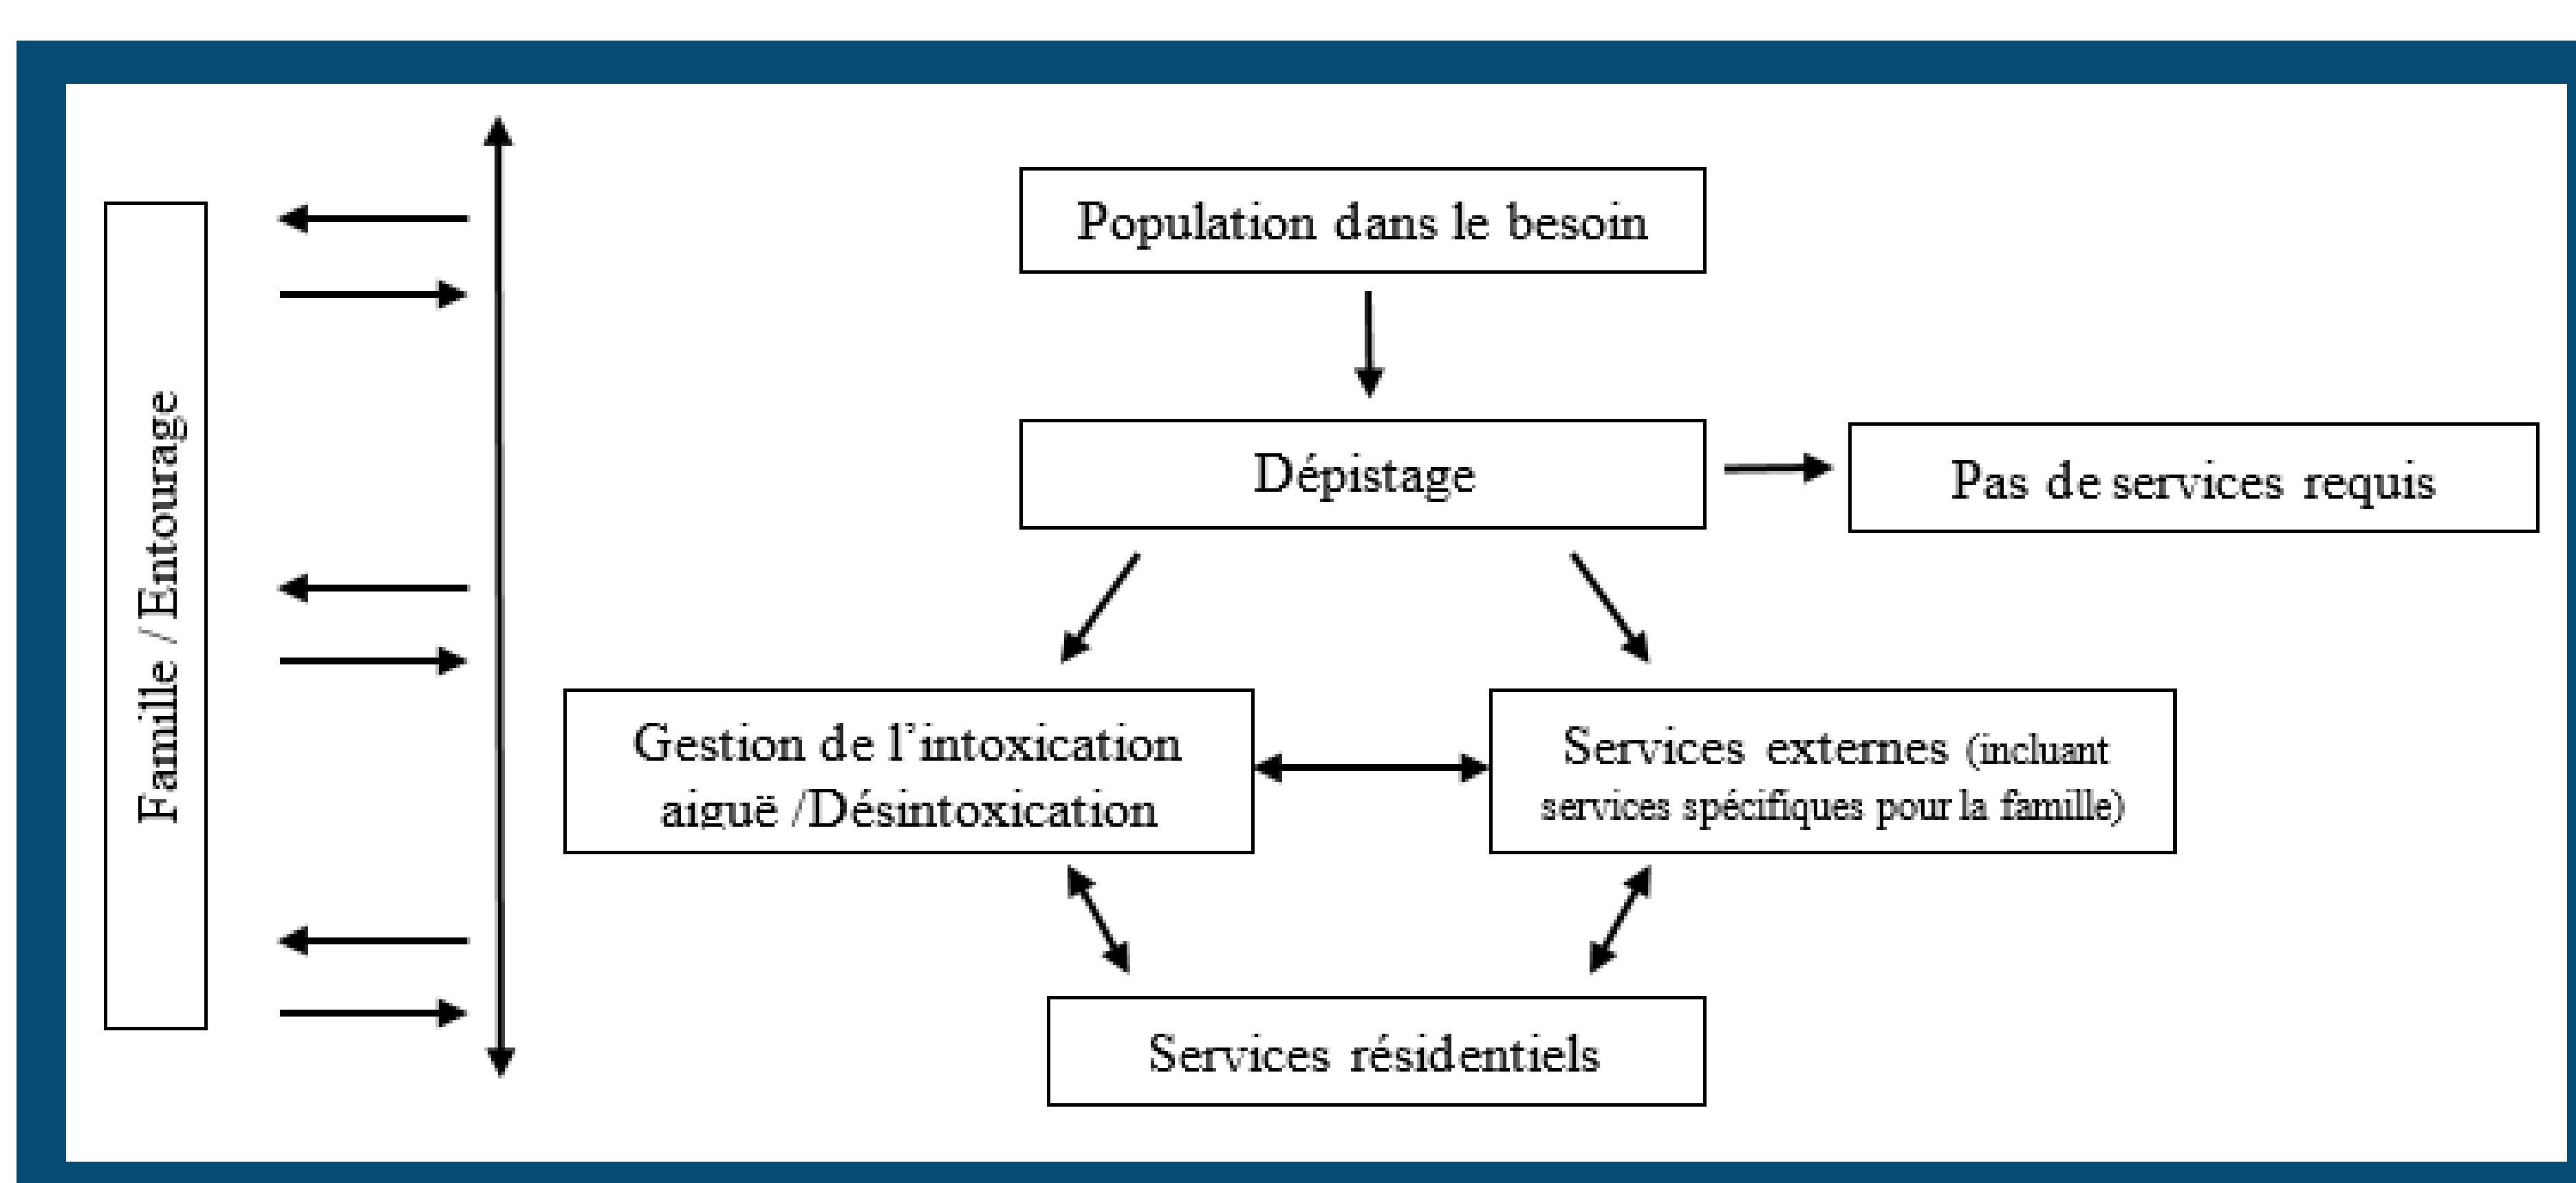 Famille / Entourage
Population dans le besoin
Dépistage
Pas de services requis
Gestion de l'intoxication
aiguë /Désintoxication
Services externes (incluant
services spécifiques pour la famille)
Services résidentiels